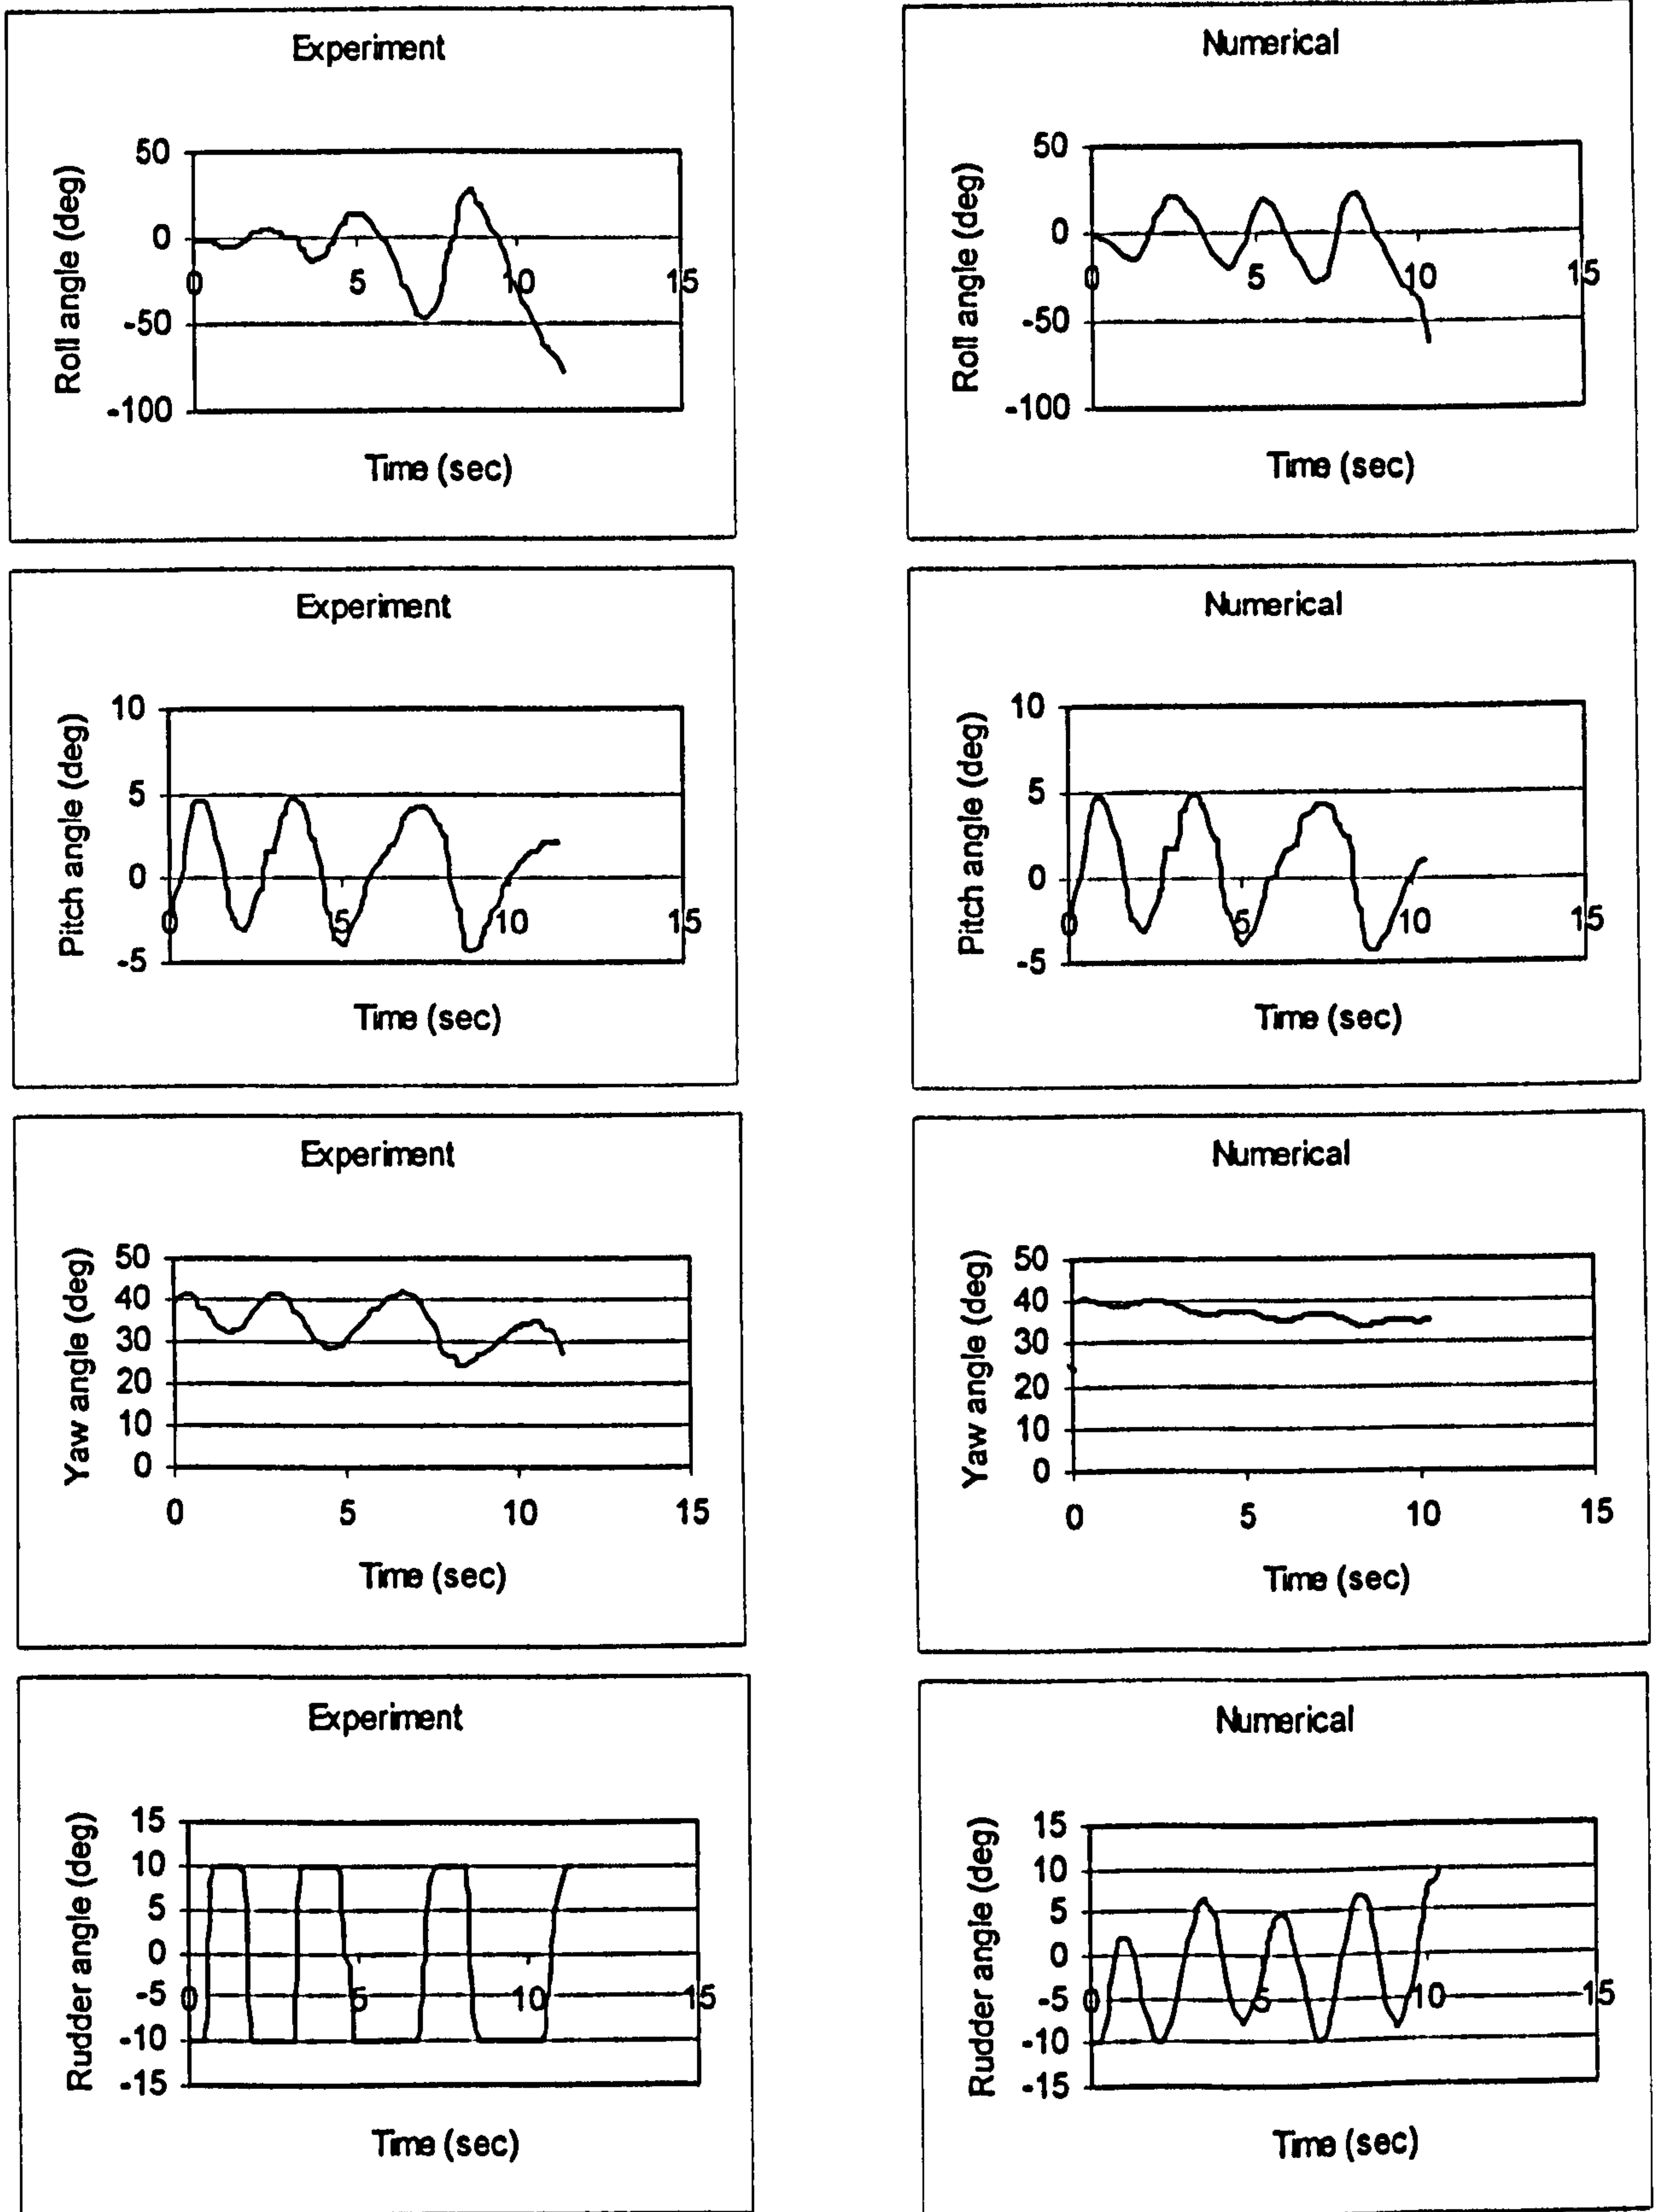 Experiment
Roll angle (deg)
50
0
-50
-100
0 5 10 15
Time (sec)
Numerical
Roll angle (deg)
50
0
-50
-100
0 5 10 15
Time (sec)
Experiment
Pitch angle (deg)
10
5
0
-5
0 5 10 15
Time (sec)
Numerical
Pitch angle (deg)
10
5
0
-5
0 5 10 15
Time (sec)
Experiment
Yaw angle (deg)
50
40
30
20
10
0
0 5 10 15
Time (sec)
Numerical
Yaw angle (deg)
50
40
30
20
10
0
0 5 10 15
Time (sec)
Experiment
Rudder angle (deg)
15
10
5
0
-5
-10
-15
0 5 10 15
Time (sec)
Numerical
Rudder angle (deg)
15
10
5
0
-5
-10
-15
0 5 10 15
Time (sec)